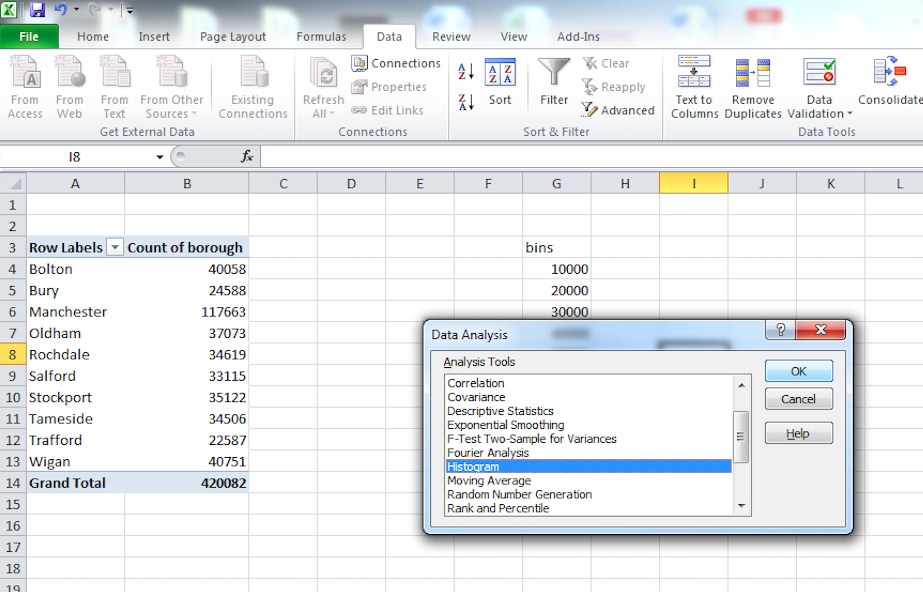 File Home Insert Page Layout Formulas Data Review View Add-Ins
From Access
From Web
From Text
From Other Sources
Existing Connections
Get External Data
Refresh All
Connections
Properties
Edit Links
Connections
Sort
Filter
Clear
Reapply
Advanced
Sort & Filter
Text to Columns
Remove Duplicates
Data Validation
Consolidate
Data Tools
I8 fx
A B C D E F G H I J K L
1
2
3 Row Labels Count of borough bins
4 Bolton 40058 10000
5 Bury 24588 20000
6 Manchester 117663 30000
7 Oldham 37073
8 Rochdale 34619
9 Salford 33115
10 Stockport 35122
11 Tameside 34506
12 Trafford 22587
13 Wigan 40751
14 Grand Total 420082
15
16
17
18
19
Data Analysis
Analysis Tools
Correlation
Covariance
Descriptive Statistics
Exponential Smoothing
F-Test Two-Sample for Variances
Fourier Analysis
Histogram
Moving Average
Random Number Generation
Rank and Percentile
OK
Cancel
Help